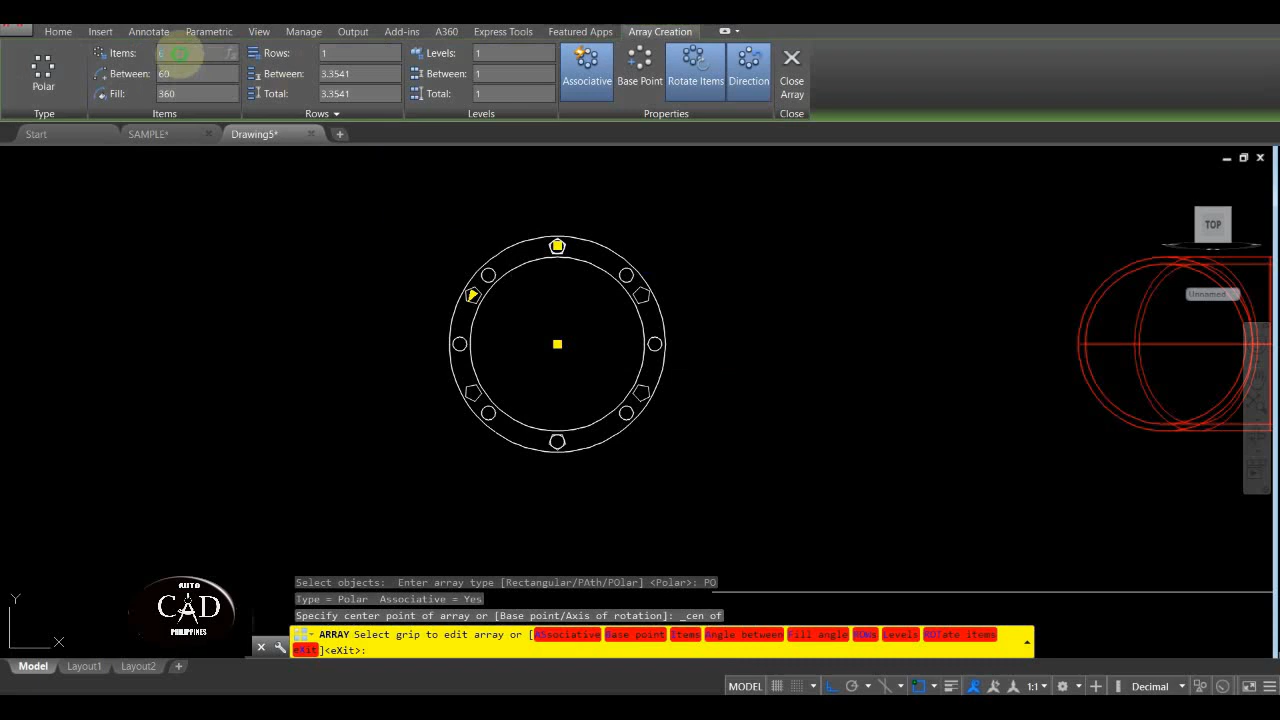 Home Insert Annotate Parametric View Manage Output Add-ins A360 Express Tools Featured Apps Array Creation
Items: Rows: 1 Levels: 1
Between: 60 Between: 3.3541 Between: 1
Fill: 360 Total: 3.3541 Total: 1
Polar Associative Base Point Rotate Items Direction Close Array
Type Items Rows Levels Properties Close
Start SAMPLE* Drawing5*
TOP
Unnamed
Select objects: Enter array type [Rectangular/PAth/POlar] <Polar>: PO
Type = Polar Associative = Yes
Specify center point of array or [Base point/Axis of rotation]: _cen of
ARRAY Select grip to edit array or [ASsociative Base point Items Angle between Fill angle ROWs Levels ROTate items
eXit]<eXit>:
AUTO
CAD
PHILIPPINES
Y
X
Model Layout1 Layout2
MODEL 1:1 Decimal